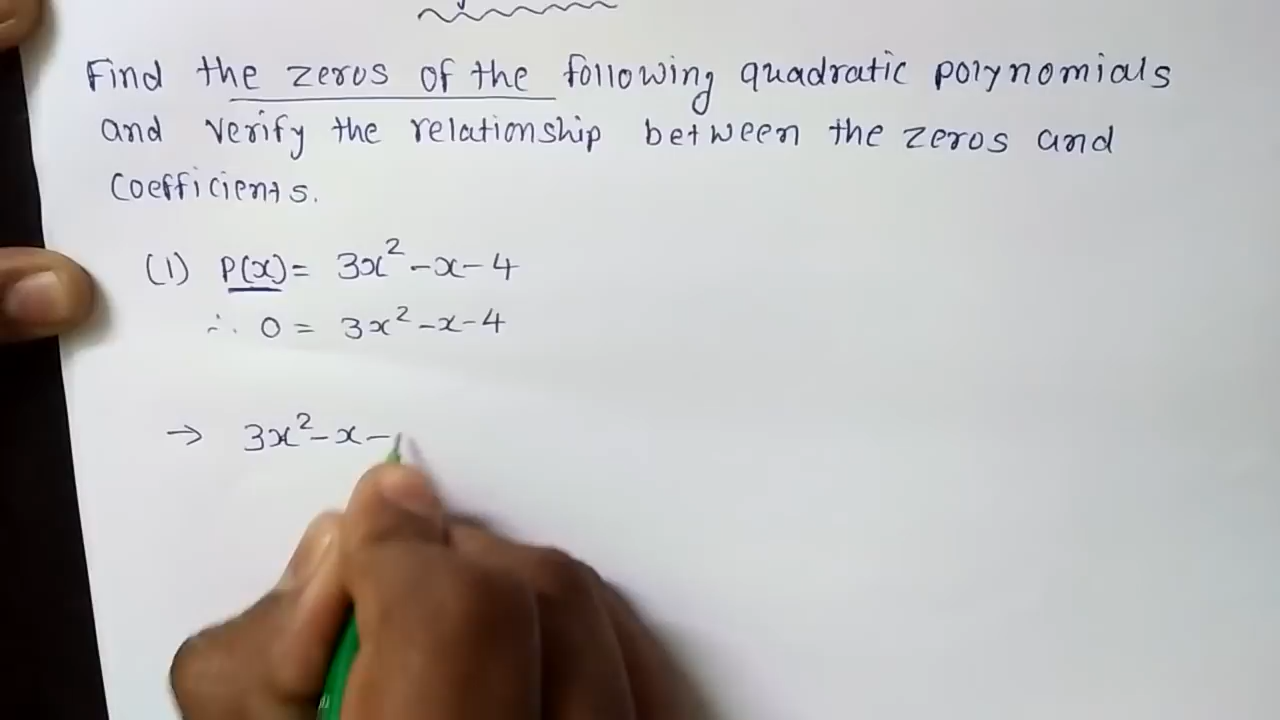 Find the zeros of the following quadratic polynomials
and verify the relationship between the zeros and
Coefficients.
(1) P(x) = 3x² - x - 4
∴ 0 = 3x² - x - 4
→ 3x² - x -